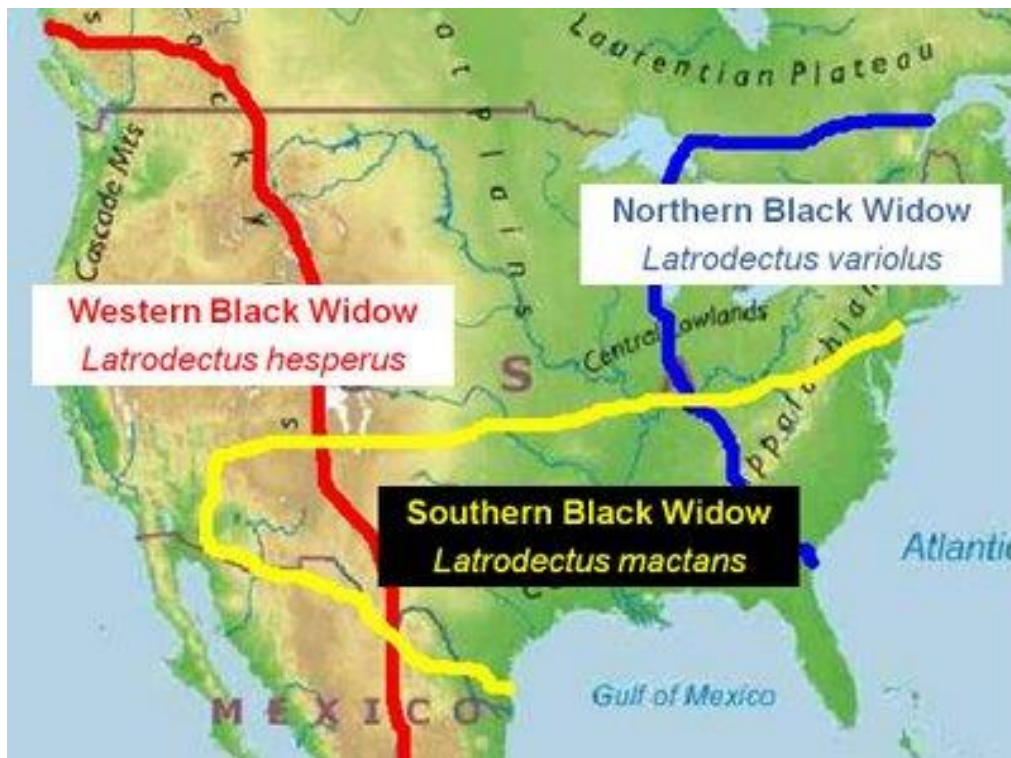 Laurentian Plateau
Cascade Mts
Northern Black Widow
Latrodectus variolus
Western Black Widow
Latrodectus hesperus
Central Lowlands
S
Southern Black Widow
Latrodectus mactans
Atlantic
Gulf of Mexico
MEXICO